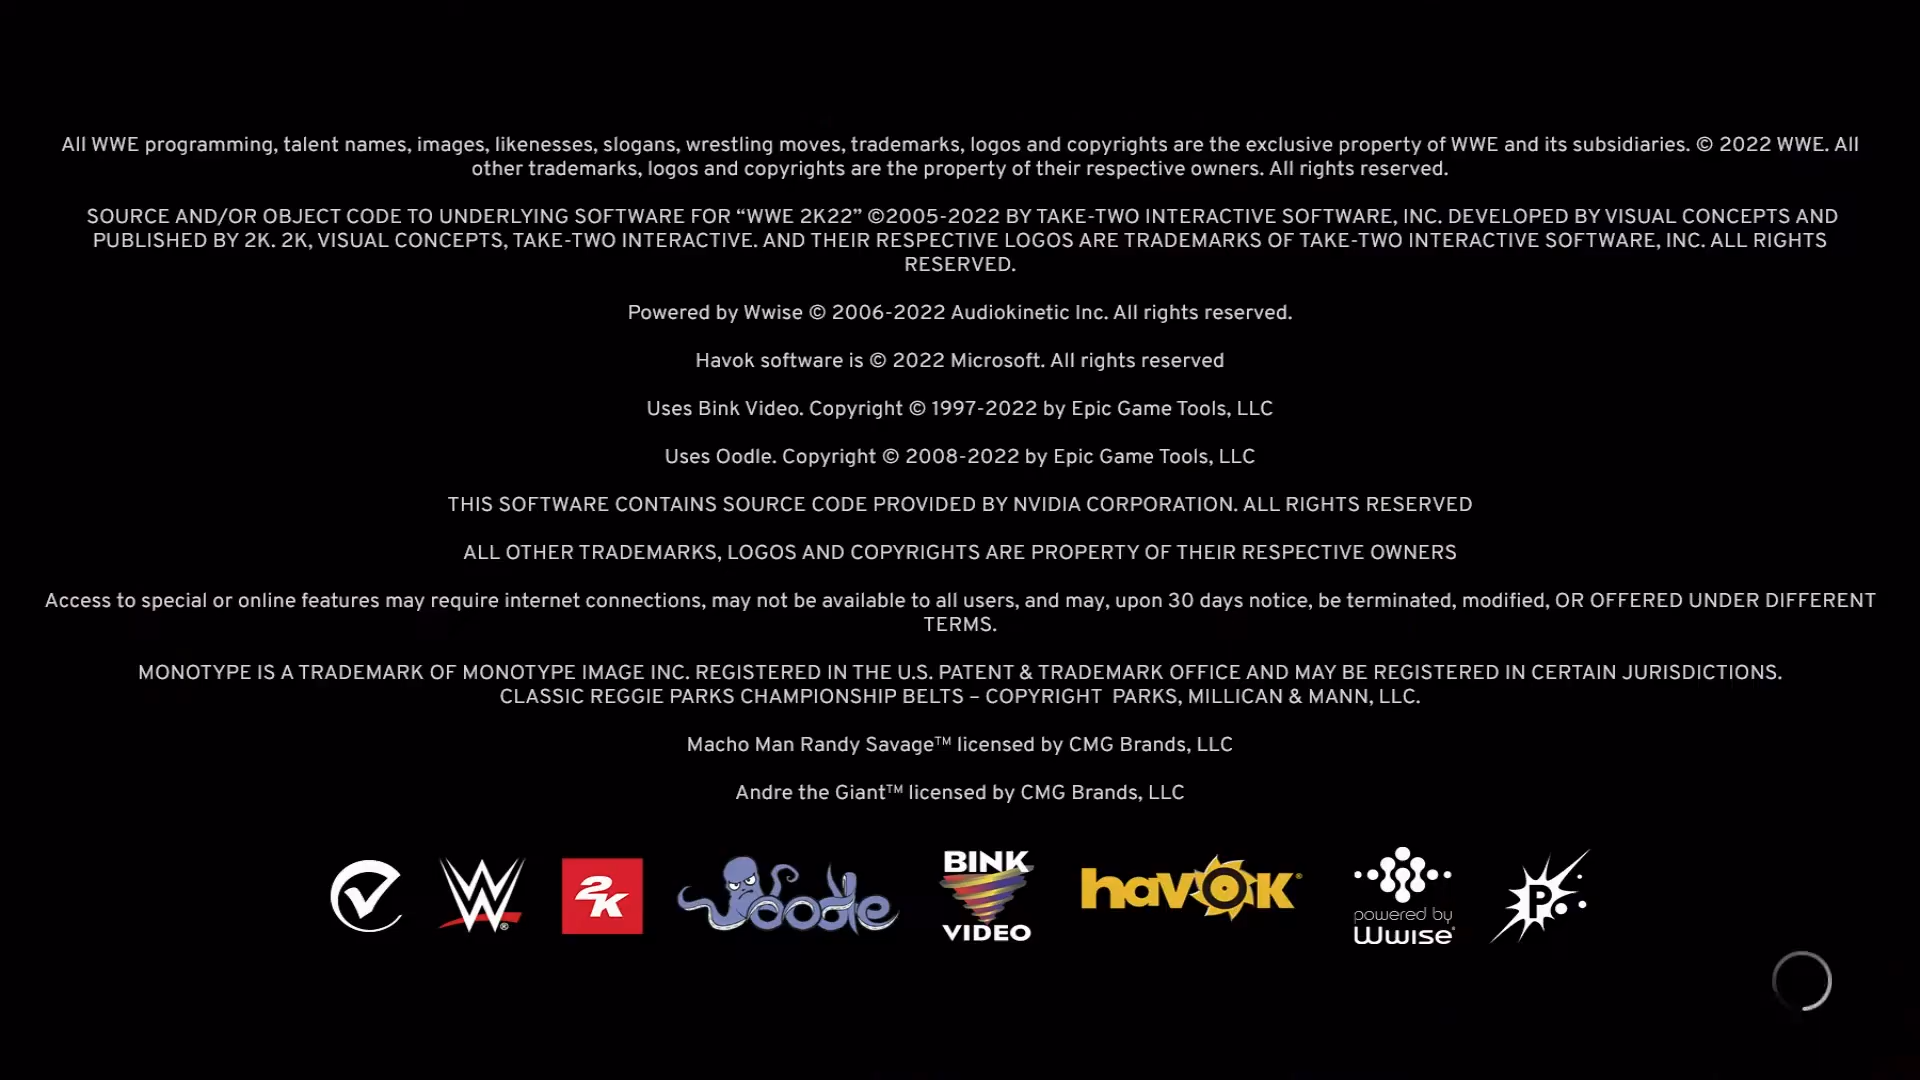 All WWE programming, talent names, images, likenesses, slogans, wrestling moves, trademarks, logos and copyrights are the exclusive property of WWE and its subsidiaries. © 2022 WWE. All
other trademarks, logos and copyrights are the property of their respective owners. All rights reserved.
SOURCE AND/OR OBJECT CODE TO UNDERLYING SOFTWARE FOR “WWE 2K22” ©2005-2022 BY TAKE-TWO INTERACTIVE SOFTWARE, INC. DEVELOPED BY VISUAL CONCEPTS AND
PUBLISHED BY 2K. 2K, VISUAL CONCEPTS, TAKE-TWO INTERACTIVE. AND THEIR RESPECTIVE LOGOS ARE TRADEMARKS OF TAKE-TWO INTERACTIVE SOFTWARE, INC. ALL RIGHTS
RESERVED.
Powered by Wwise © 2006-2022 Audiokinetic Inc. All rights reserved.
Havok software is © 2022 Microsoft. All rights reserved
Uses Bink Video. Copyright © 1997-2022 by Epic Game Tools, LLC
Uses Oodle. Copyright © 2008-2022 by Epic Game Tools, LLC
THIS SOFTWARE CONTAINS SOURCE CODE PROVIDED BY NVIDIA CORPORATION. ALL RIGHTS RESERVED
ALL OTHER TRADEMARKS, LOGOS AND COPYRIGHTS ARE PROPERTY OF THEIR RESPECTIVE OWNERS
Access to special or online features may require internet connections, may not be available to all users, and may, upon 30 days notice, be terminated, modified, OR OFFERED UNDER DIFFERENT
TERMS.
MONOTYPE IS A TRADEMARK OF MONOTYPE IMAGE INC. REGISTERED IN THE U.S. PATENT & TRADEMARK OFFICE AND MAY BE REGISTERED IN CERTAIN JURISDICTIONS.
CLASSIC REGGIE PARKS CHAMPIONSHIP BELTS – COPYRIGHT PARKS, MILLICAN & MANN, LLC.
Macho Man Randy Savage™ licensed by CMG Brands, LLC
Andre the Giant™ licensed by CMG Brands, LLC
W®
2K
oodle
BINK
VIDEO
havok®
powered by
Wwise®
P